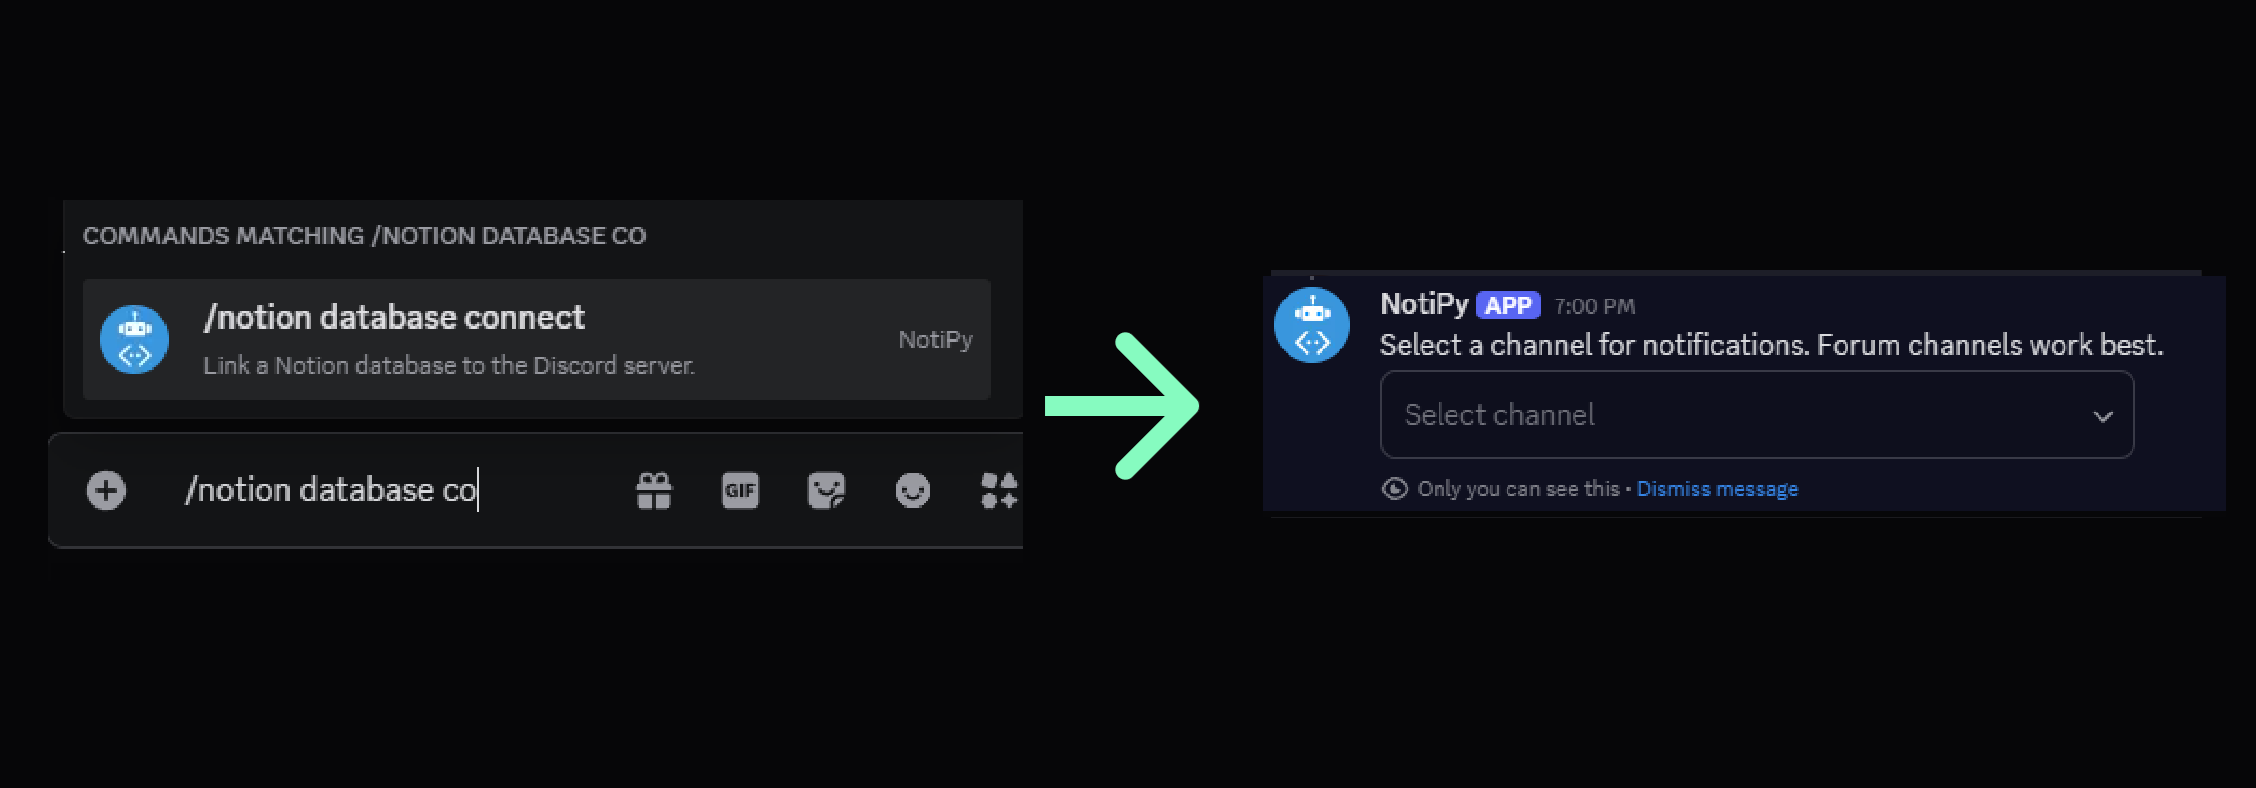 COMMANDS MATCHING /NOTION DATABASE CO
/notion database connect
Link a Notion database to the Discord server.
NotiPy
/notion database co
GIF
NotiPy APP 7:00 PM
Select a channel for notifications. Forum channels work best.
Select channel
Only you can see this • Dismiss message